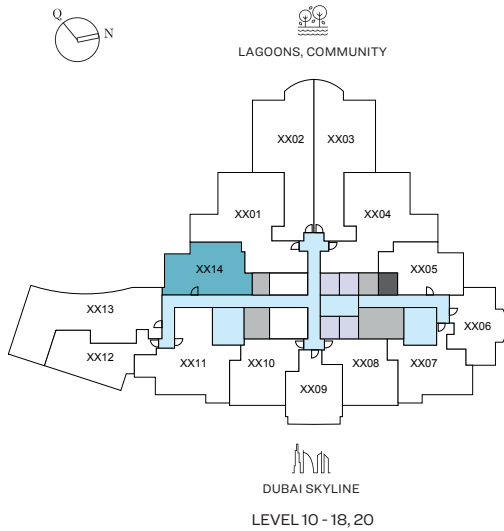 Q
N
LAGOONS, COMMUNITY
XX02
XX03
XX01
XX04
XX14
XX05
XX13
XX06
XX12
XX11
XX10
XX08
XX07
XX09
DUBAI SKYLINE
LEVEL 10 - 18, 20